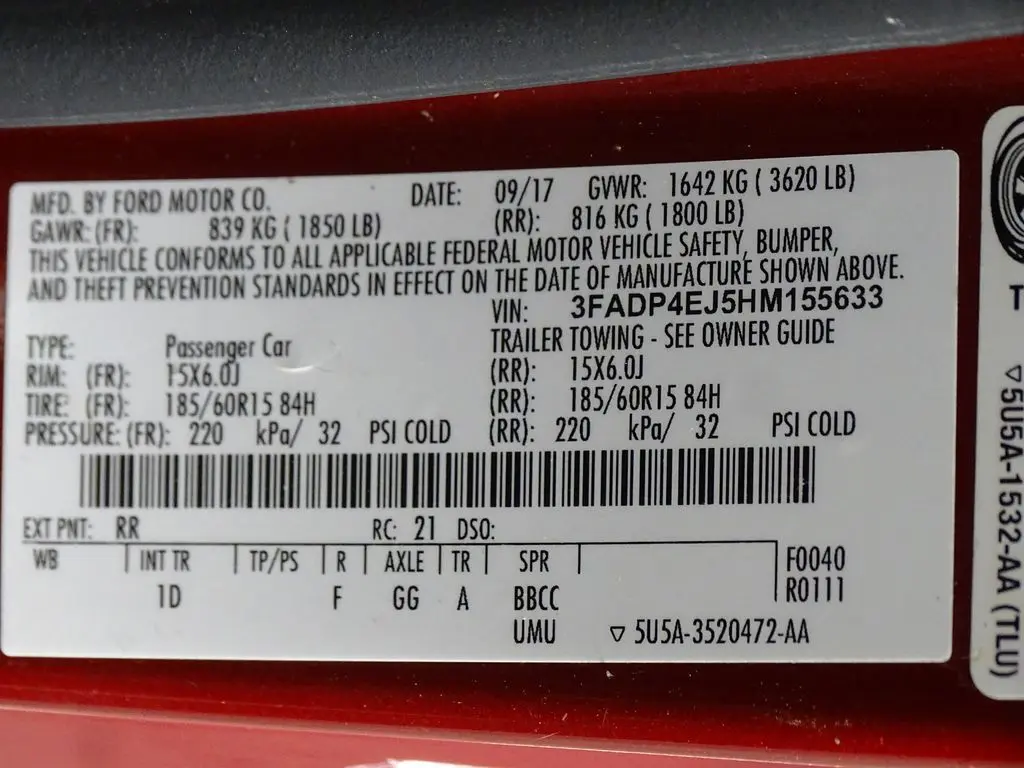 MFD. BY FORD MOTOR CO. DATE: 09/17 GVWR: 1642 KG ( 3620 LB)
GAWR: (FR): 839 KG ( 1850 LB) (RR): 816 KG ( 1800 LB)
THIS VEHICLE CONFORMS TO ALL APPLICABLE FEDERAL MOTOR VEHICLE SAFETY, BUMPER,
AND THEFT PREVENTION STANDARDS IN EFFECT ON THE DATE OF MANUFACTURE SHOWN ABOVE.
VIN: 3FADP4EJ5HM155633
TYPE: Passenger Car TRAILER TOWING - SEE OWNER GUIDE
RIM: (FR): 15X6.0J (RR): 15X6.0J
TIRE: (FR): 185/60R15 84H (RR): 185/60R15 84H
PRESSURE: (FR): 220 kPa/ 32 PSI COLD (RR): 220 kPa/ 32 PSI COLD
EXT PNT: RR RC: 21 DSO:
WB INT TR TP/PS R AXLE TR SPR F0040
1D F GG A BBCC R0111
UMU ▽ 5U5A-3520472-AA
T
▽5U5A-1532-AA (TLU)